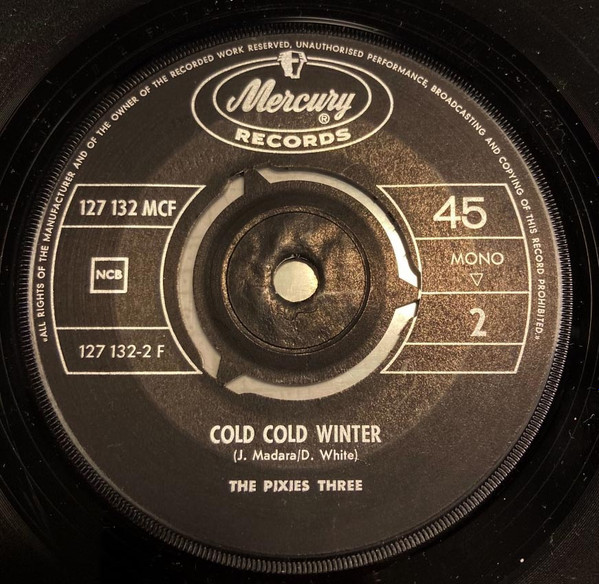 «ALL RIGHTS OF THE MANUFACTURER AND OF THE OWNER OF THE RECORDED WORK RESERVED, UNAUTHORISED PERFORMANCE, BROADCASTING AND COPYING OF THIS RECORD PROHIBITED.»
Mercury
®
RECORDS
127 132 MCF
45
NCB
MONO
▽
127 132-2 F
2
COLD COLD WINTER
(J. Madara/D. White)
THE PIXIES THREE